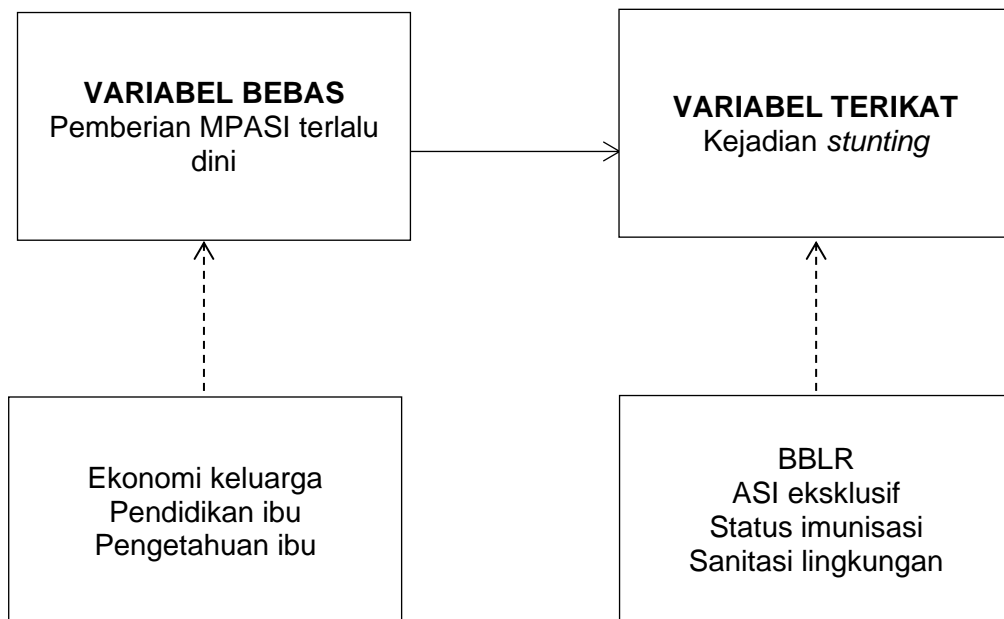 VARIABEL BEBAS
Pemberian MPASI terlalu
dini
VARIABEL TERIKAT
Kejadian stunting
Ekonomi keluarga
Pendidikan ibu
Pengetahuan ibu
BBLR
ASI eksklusif
Status imunisasi
Sanitasi lingkungan